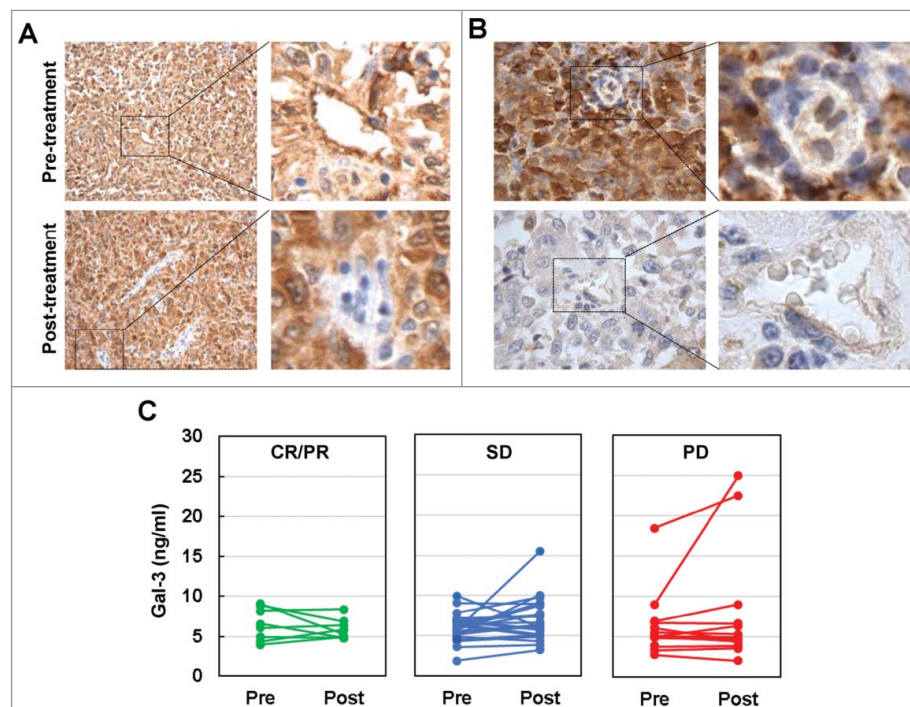 A
B
Pre-treatment
Post-treatment
C
30
25
20
15
10
5
0
Gal-3 (ng/ml)
CR/PR
SD
PD
Pre
Post
Pre
Post
Pre
Post